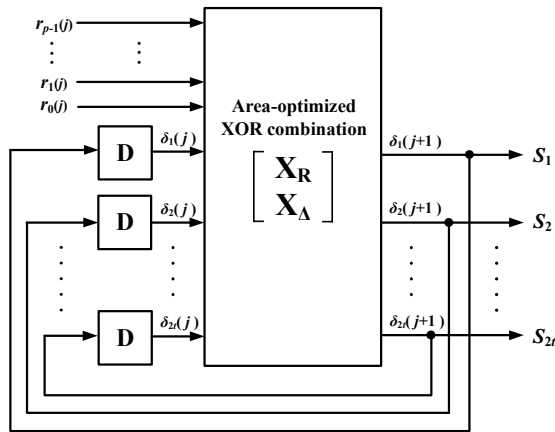 r_{p-1}(j)
r_1(j)
r_0(j)
Area-optimized
XOR combination
[X_R
X_Δ]
D
δ_1(j)
δ_1(j+1)
S_1
D
δ_2(j)
δ_2(j+1)
S_2
D
δ_{2t}(j)
δ_{2t}(j+1)
S_{2t}